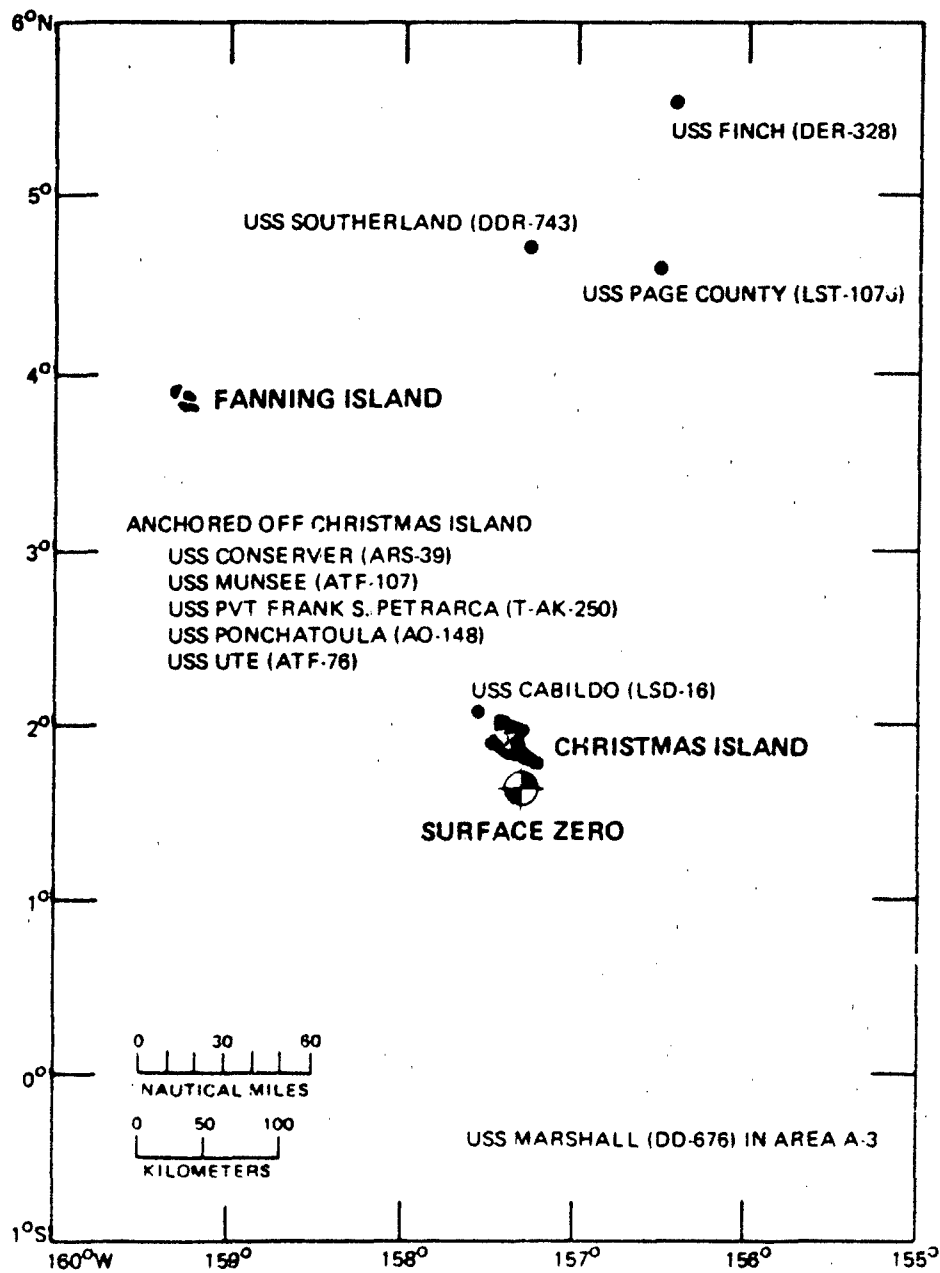 6°N
USS FINCH (DER-328)
5°
USS SOUTHERLAND (DDR-743)
USS PAGE COUNTY
4°
FANNING ISLAND
ANCHORED OFF CHRISTMAS ISLAND
3°
USS CONSERVER (ARS-39)
USS MUNSEE (ATF-107)
USS PVT FRANK S. PETRARCA (T-AK-250)
USS PONCHATOULA (AO-148)
USS UTE (ATF-76)
USS CABILDO (LSD-16)
2°
CHRISTMAS ISLAND
SURFACE ZERO
1°
0 30 60
0°
NAUTICAL MILES
0 50 100
USS MARSHALL (DD-676) IN AREA A-3
KILOMETERS
1°S
160°W 159° 158° 157° 156° 155°